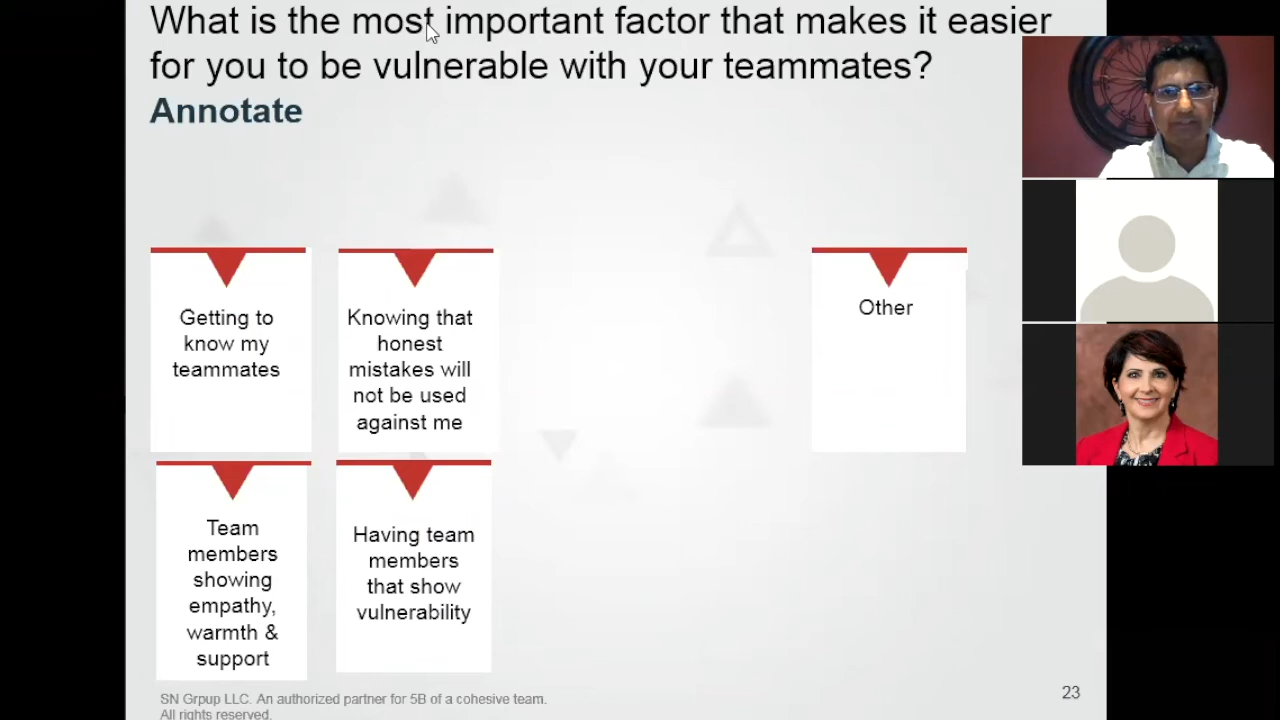 What is the most important factor that makes it easier
for you to be vulnerable with your teammates?
Annotate
Getting to
know my
teammates
Knowing that
honest
mistakes will
not be used
against me
Other
Team
members
showing
empathy,
warmth &
support
Having team
members
that show
vulnerability
SN Grpup LLC. An authorized partner for 5B of a cohesive team.
All rights reserved.
23